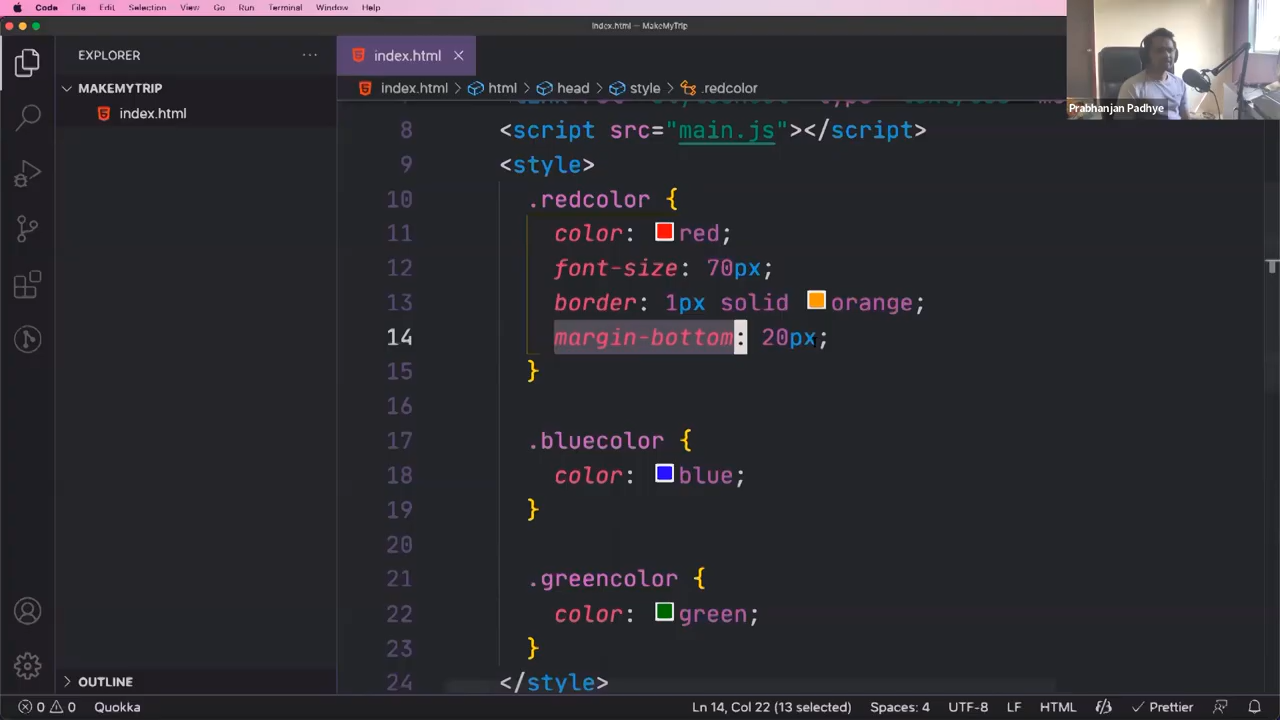 Code File Edit Selection View Go Run Terminal Window Help
index.html — MakeMyTrip
EXPLORER
index.html
Prabhanjan Padhye
MAKEMYTRIP
index.html > html > head > style > .redcolor
index.html
8 <script src="main.js"></script>
9 <style>
10 .redcolor {
11 color: red;
12 font-size: 70px;
13 border: 1px solid orange;
14 margin-bottom: 20px;
15 }
16
17 .bluecolor {
18 color: blue;
19 }
20
21 .greencolor {
22 color: green;
23 }
24 </style>
OUTLINE
0 0 Quokka Ln 14, Col 22 (13 selected) Spaces: 4 UTF-8 LF HTML Prettier